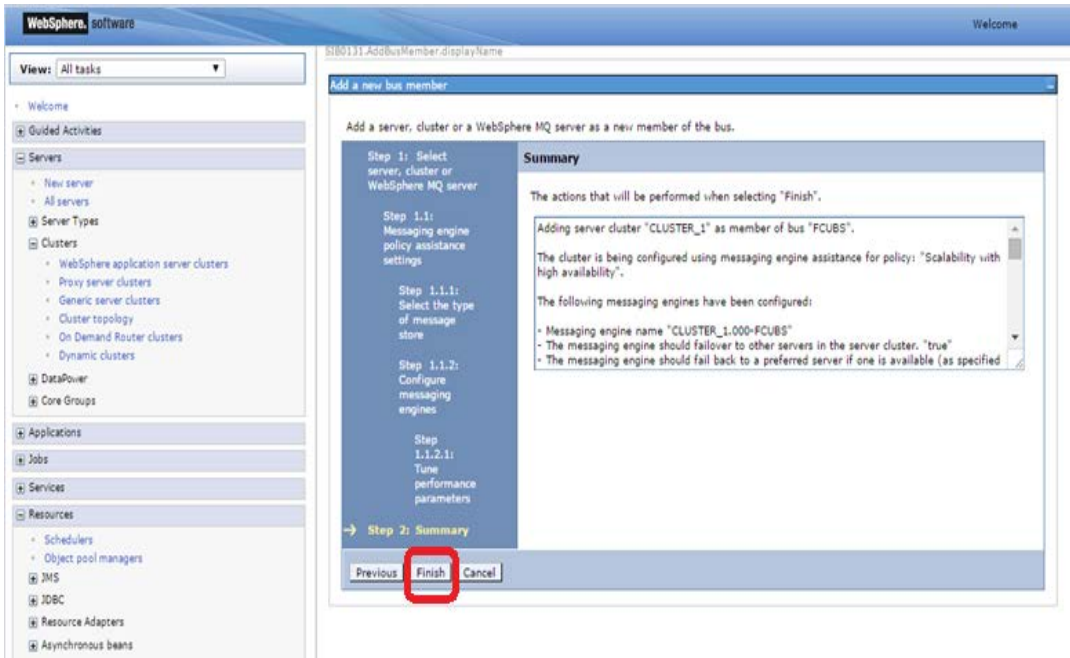 WebSphere. software
Welcome
View: All tasks
Welcome
Guided Activities
Servers
New server
All servers
Server Types
Clusters
WebSphere application server clusters
Proxy server clusters
Generic server clusters
Cluster topology
On Demand Router clusters
Dynamic clusters
DataPower
Core Groups
Applications
Jobs
Services
Resources
Schedulers
Object pool managers
JMS
JDBC
Resource Adapters
Asynchronous beans
SIB0131.AddBusMember.displayName
Add a new bus member
Add a server, cluster or a WebSphere MQ server as a new member of the bus.
Step 1: Select
server, cluster or
WebSphere MQ server
Step 1.1:
Messaging engine
policy assistance
settings
Step 1.1.1:
Select the type
of message
store
Step 1.1.2:
Configure
messaging
engines
Step
1.1.2.1:
Tune
performance
parameters
Step 2: Summary
Summary
The actions that will be performed when selecting "Finish".
Adding server cluster "CLUSTER_1" as member of bus "FCUBS".
The cluster is being configured using messaging engine assistance for policy: "Scalability with
high availability".
The following messaging engines have been configured:
- Messaging engine name "CLUSTER_1.000-FCUBS"
- The messaging engine should failover to other servers in the server cluster. "true"
- The messaging engine should fail back to a preferred server if one is available (as specified
Previous Finish Cancel